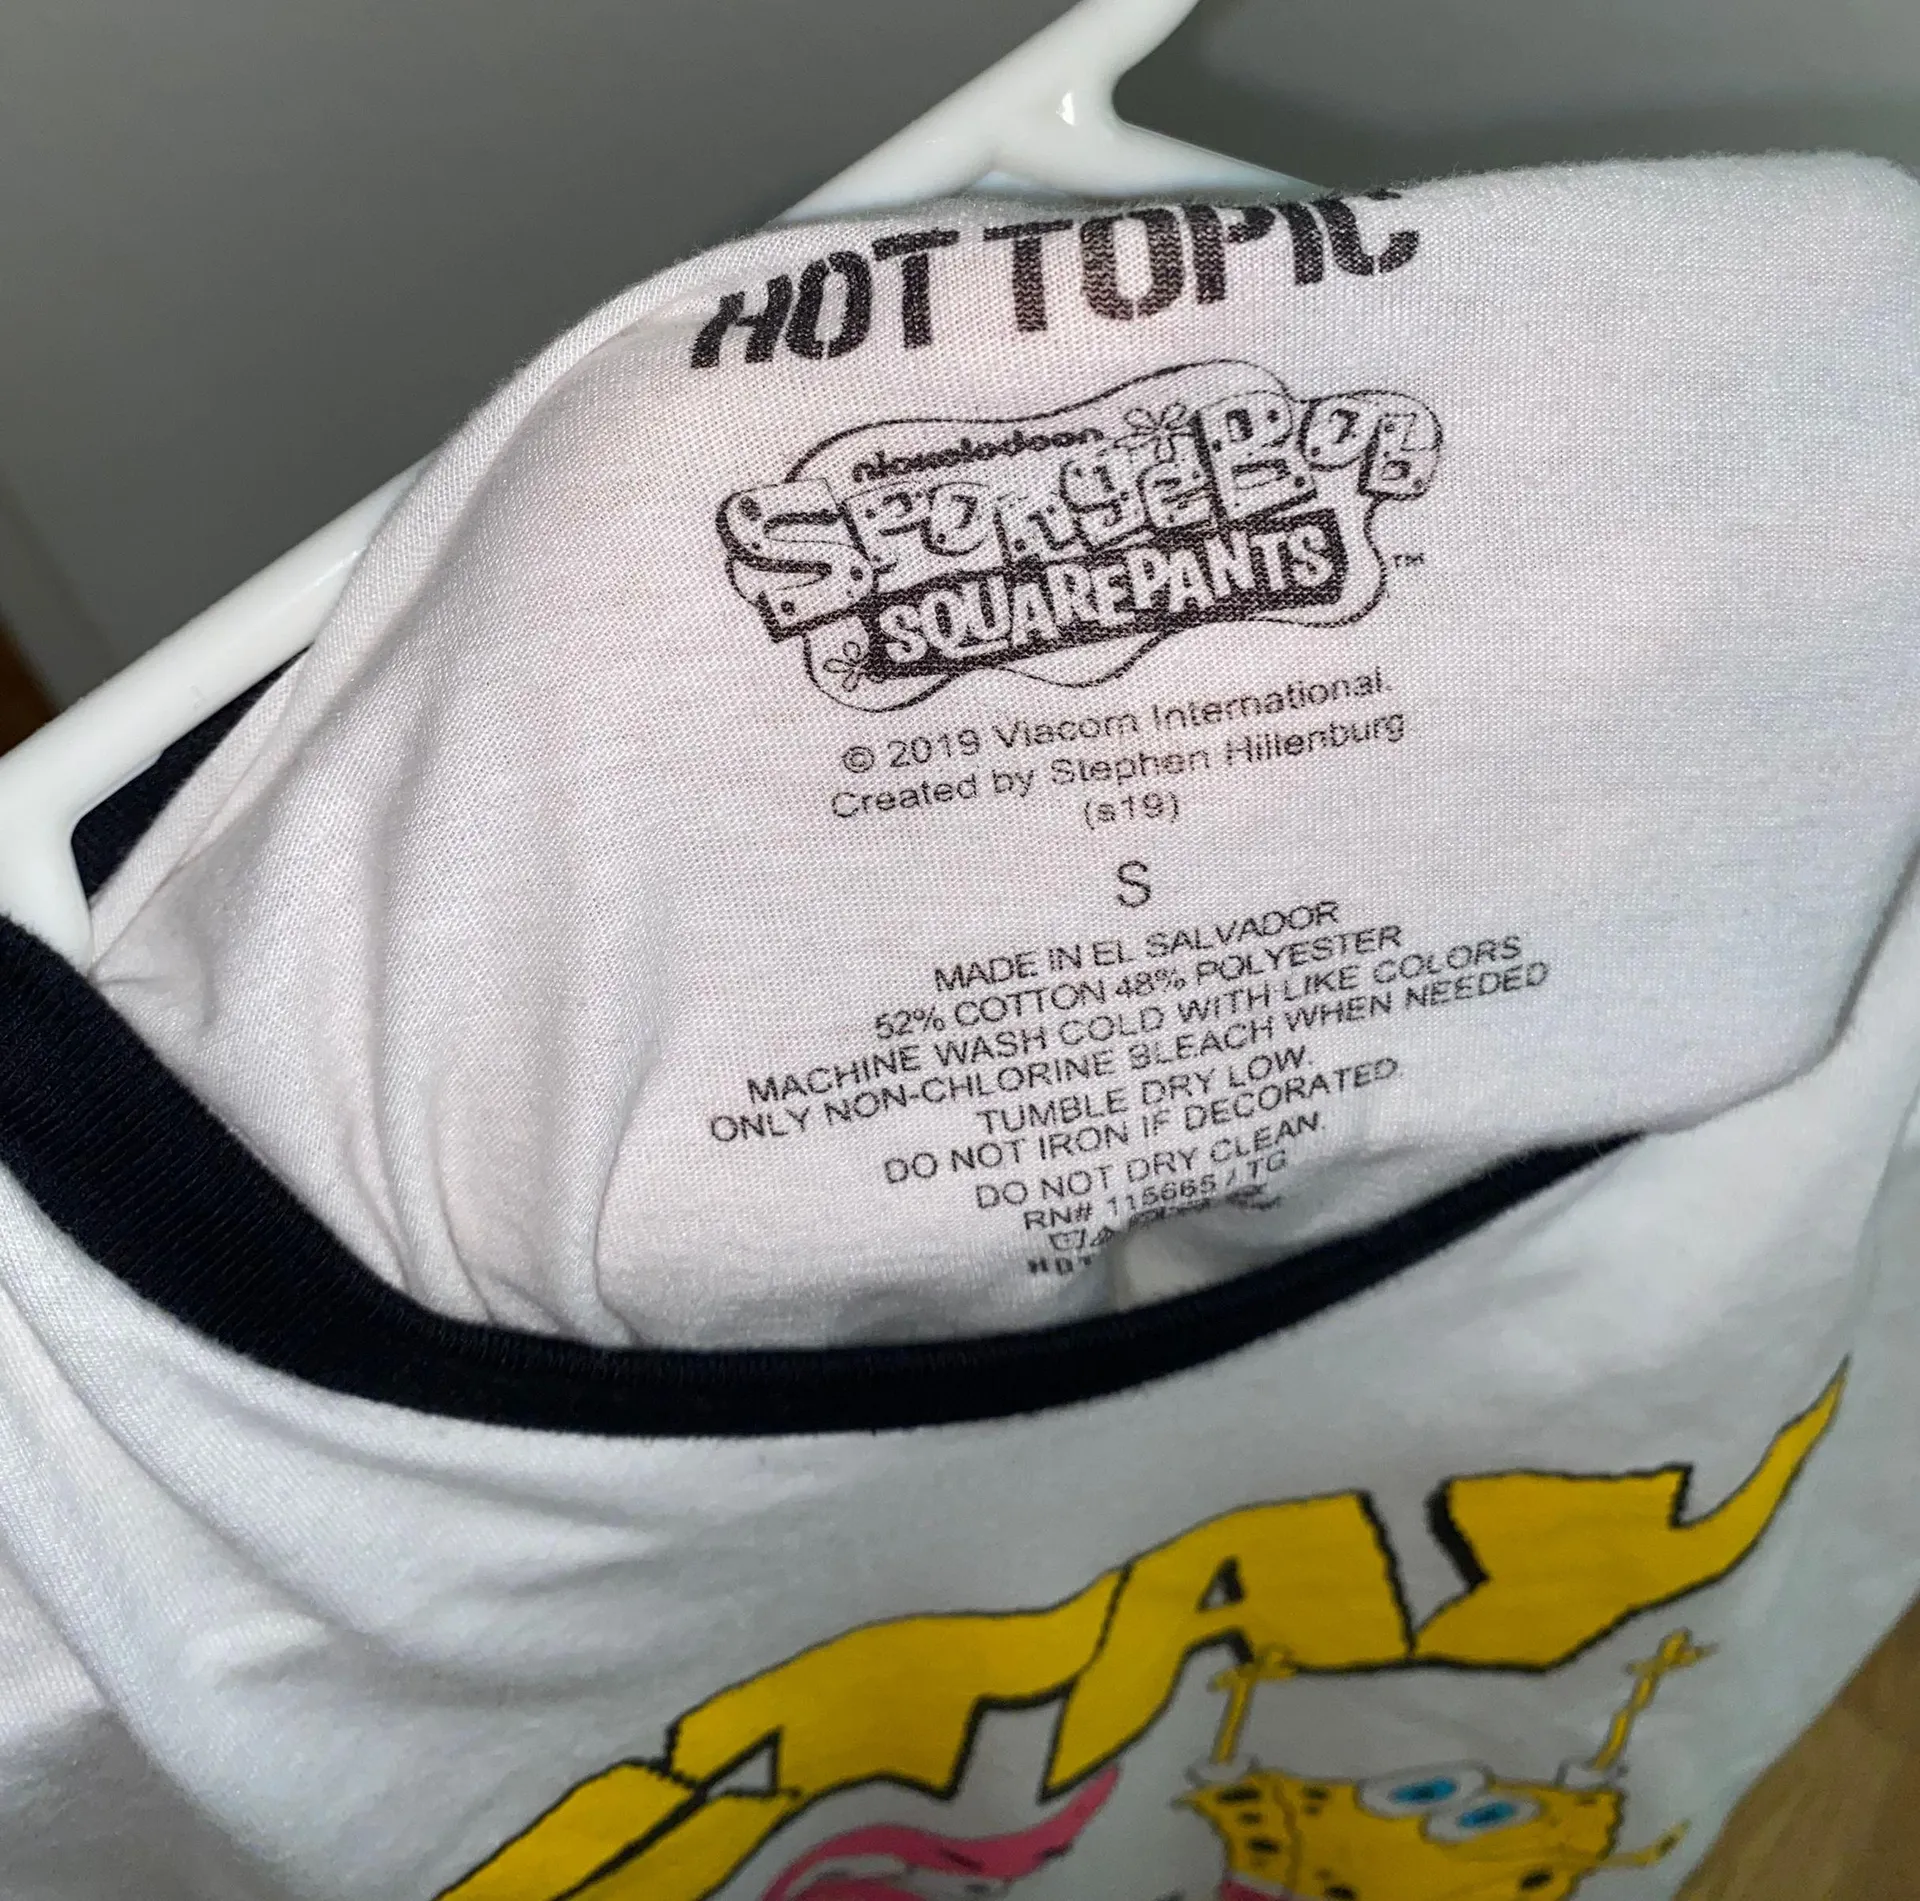 HOT TOPIC
nickelodeon
SPONGEBOB
SQUAREPANTS
™
© 2019 Viacom International.
Created by Stephen Hillenburg
(s19)
S
MADE IN EL SALVADOR
52% COTTON 48% POLYESTER
MACHINE WASH COLD WITH LIKE COLORS
ONLY NON-CHLORINE BLEACH WHEN NEEDED
TUMBLE DRY LOW.
DO NOT IRON IF DECORATED.
DO NOT DRY CLEAN.
RN# 115665 / TG